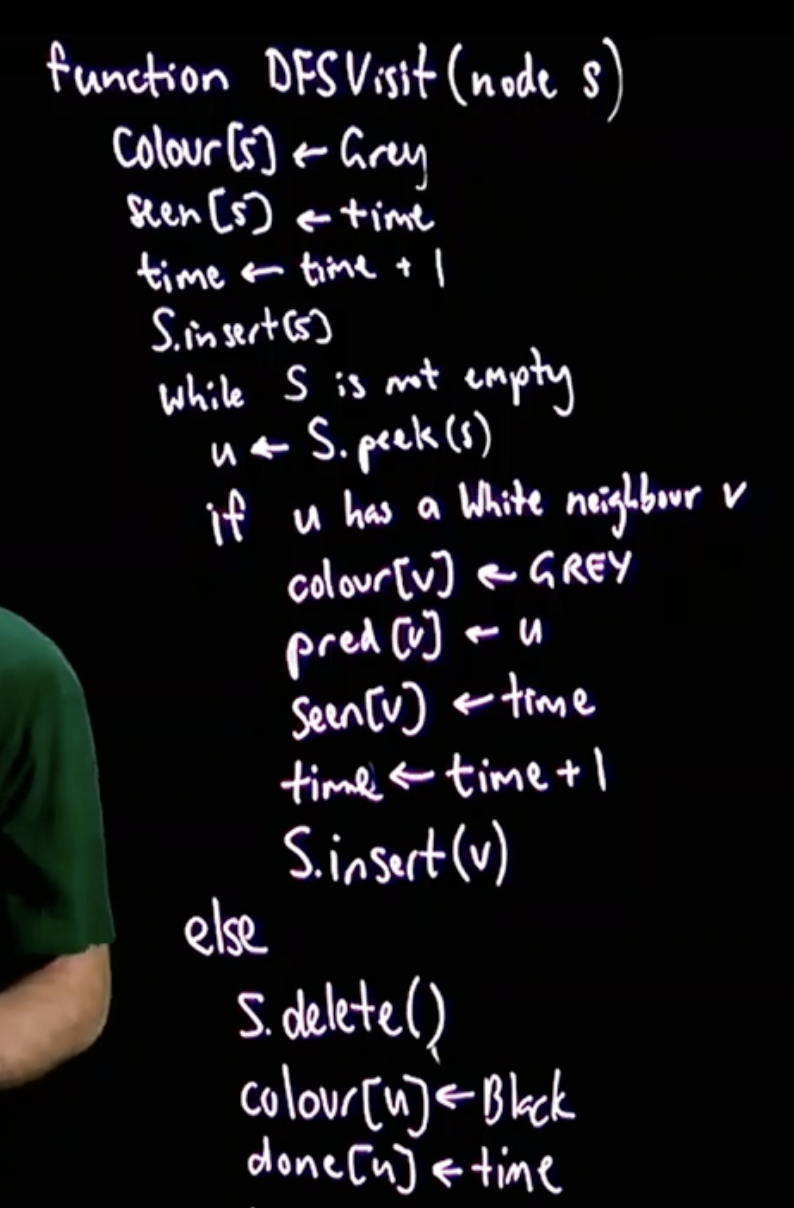 function DFSVisit(node s)
Colour[s] ← Grey
seen[s] ← time
time ← time + 1
S.insert(s)
While S is not empty
u ← S.peek(s)
if u has a White neighbour v
colour[v] ← GREY
pred[v] ← u
seen[v] ← time
time ← time + 1
S.insert(v)
else
S.delete()
colour[u] ← Black
done[u] ← time